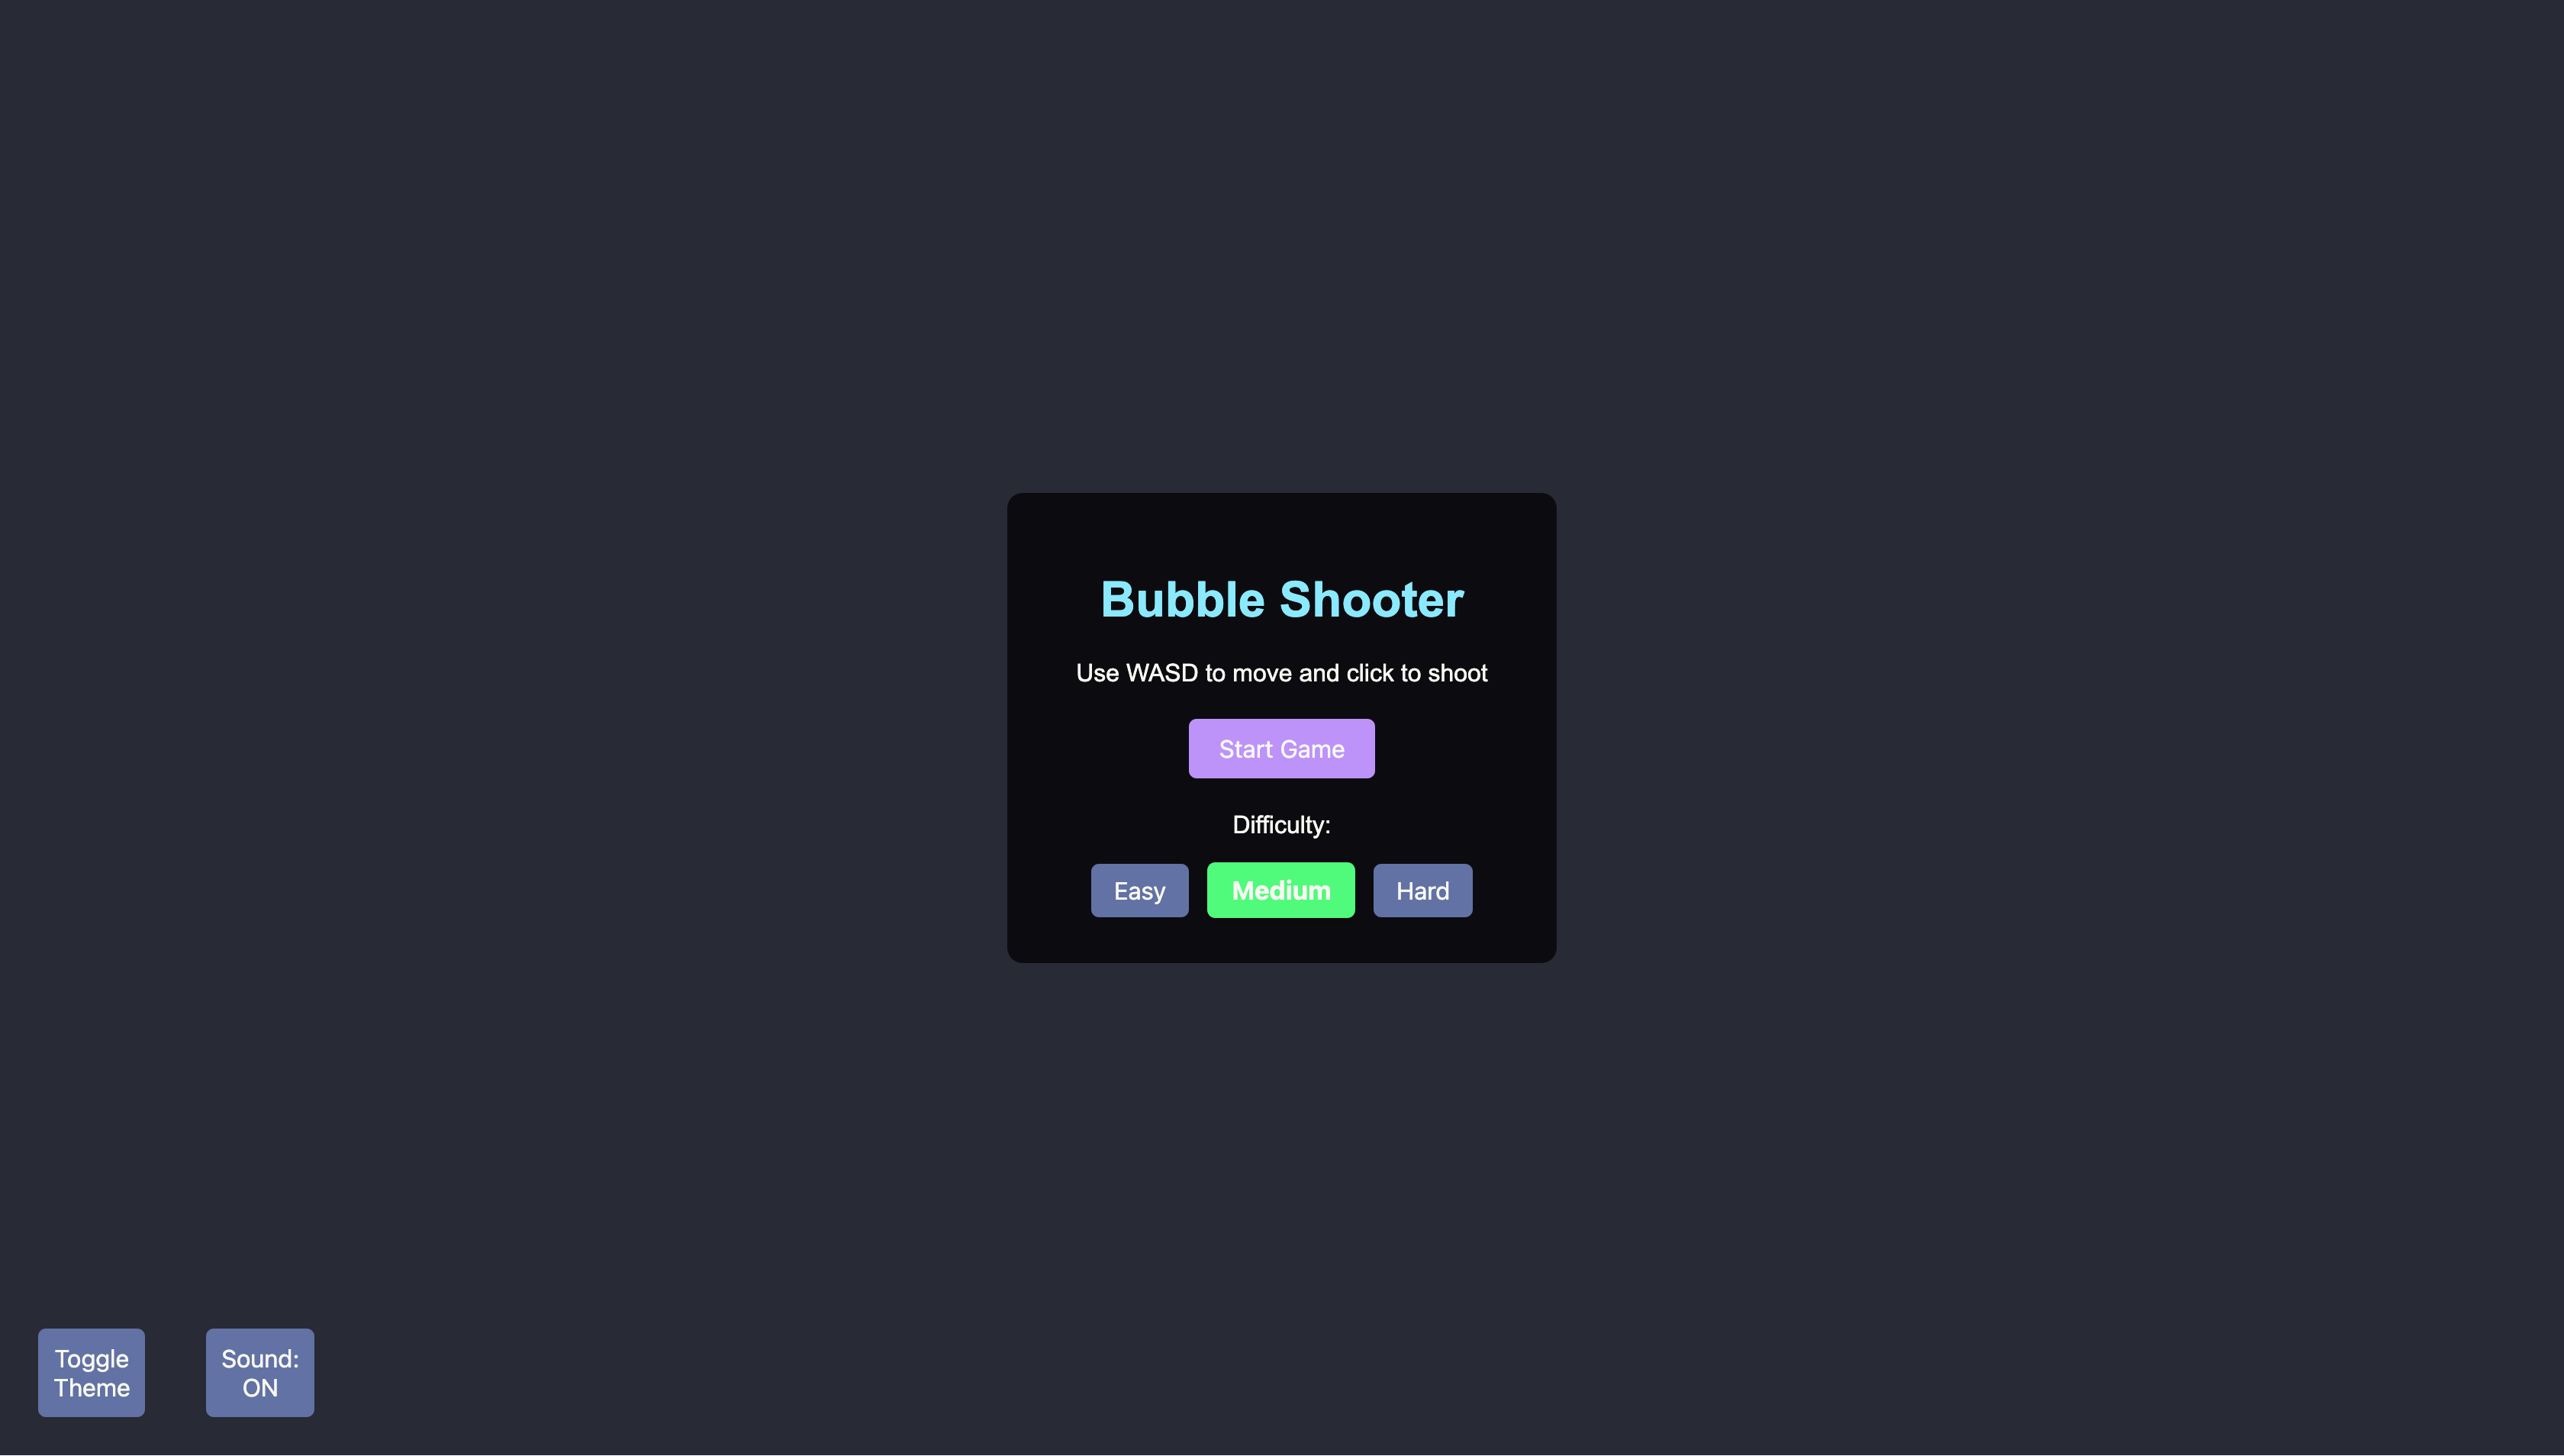 Bubble Shooter
Use WASD to move and click to shoot
Start Game
Difficulty:
Easy Medium Hard
Toggle
Theme
Sound:
ON